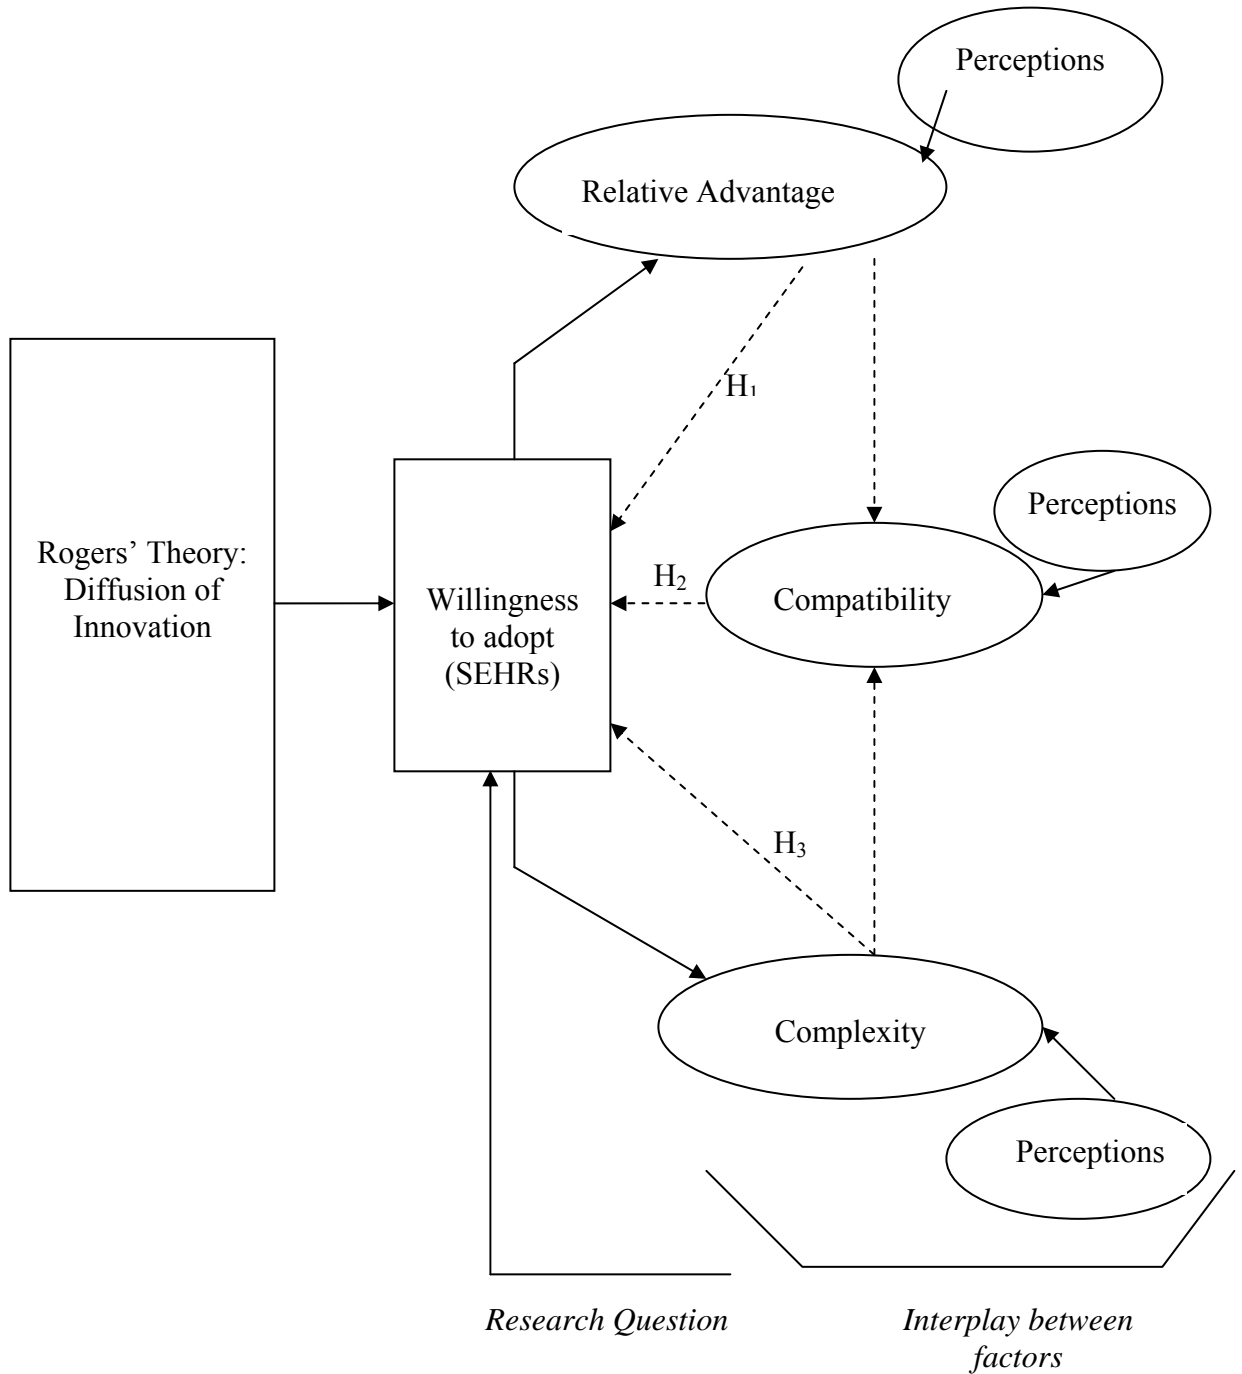 Perceptions
Relative Advantage
H₁
Rogers’ Theory:
Diffusion of
Innovation
Willingness
to adopt
(SEHRs)
H₂
Compatibility
Perceptions
H₃
Complexity
Perceptions
Research Question
Interplay between
factors